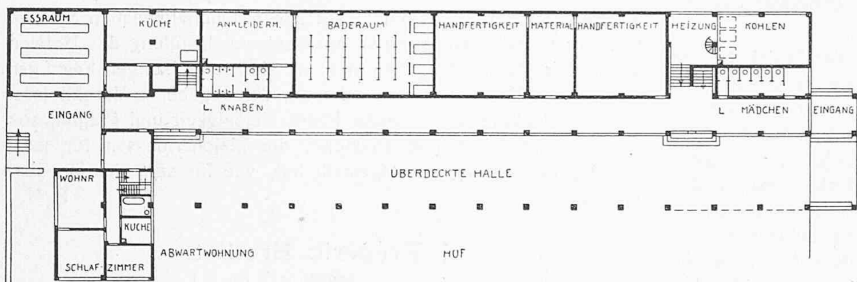 ESSRAUM
KÜCHE
ANKLEIDERM.
BADERAUM
HANDFERTIGKEIT
MATERIAL
HANDFERTIGKEIT
HEIZUNG
KOHLEN
EINGANG
L. KNABEN
L. MÄDCHEN
EINGANG
ÜBERDECKTE HALLE
WOHNR
KÜCHE
SCHLAF-ZIMMER
ABWARTWOHNUNG
HUF